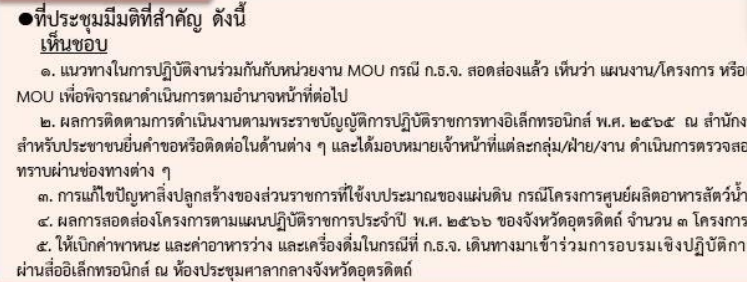 ●ที่ประชุมมีมติที่สำคัญ ดังนี้
เห็นชอบ
๑. แนวทางในการปฏิบัติงานร่วมกันกับหน่วยงาน MOU กรณี ก.ธ.จ. สอดส่องแล้ว เห็นว่า แผนงาน/โครงการ หรือ
MOU เพื่อพิจารณาดำเนินการตามอำนาจหน้าที่ต่อไป
๒. ผลการติดตามการดำเนินงานตามพระราชบัญญัติการปฏิบัติราชการทางอิเล็กทรอนิกส์ พ.ศ. ๒๕๖๕ ณ สำนักง
สำหรับประชาชนยื่นคำขอหรือติดต่อในด้านต่าง ๆ และได้มอบหมายเจ้าหน้าที่แต่ละกลุ่ม/ฝ่าย/งาน ดำเนินการตรวจสอ
ทราบผ่านช่องทางต่าง ๆ
๓. การแก้ไขปัญหาสิ่งปลูกสร้างของส่วนราชการที่ใช้งบประมาณของแผ่นดิน กรณีโครงการศูนย์ผลิตอาหารสัตว์น้ำ
๔. ผลการสอดส่องโครงการตามแผนปฏิบัติราชการประจำปี พ.ศ. ๒๕๖๖ ของจังหวัดอุตรดิตถ์ จำนวน ๓ โครงการ
๕. ให้เบิกค่าพาหนะ และค่าอาหารว่าง และเครื่องดื่มในกรณีที่ ก.ธ.จ. เดินทางมาเข้าร่วมการอบรมเชิงปฏิบัติกา
ผ่านสื่ออิเล็กทรอนิกส์ ณ ห้องประชุมศาลากลางจังหวัดอุตรดิตถ์